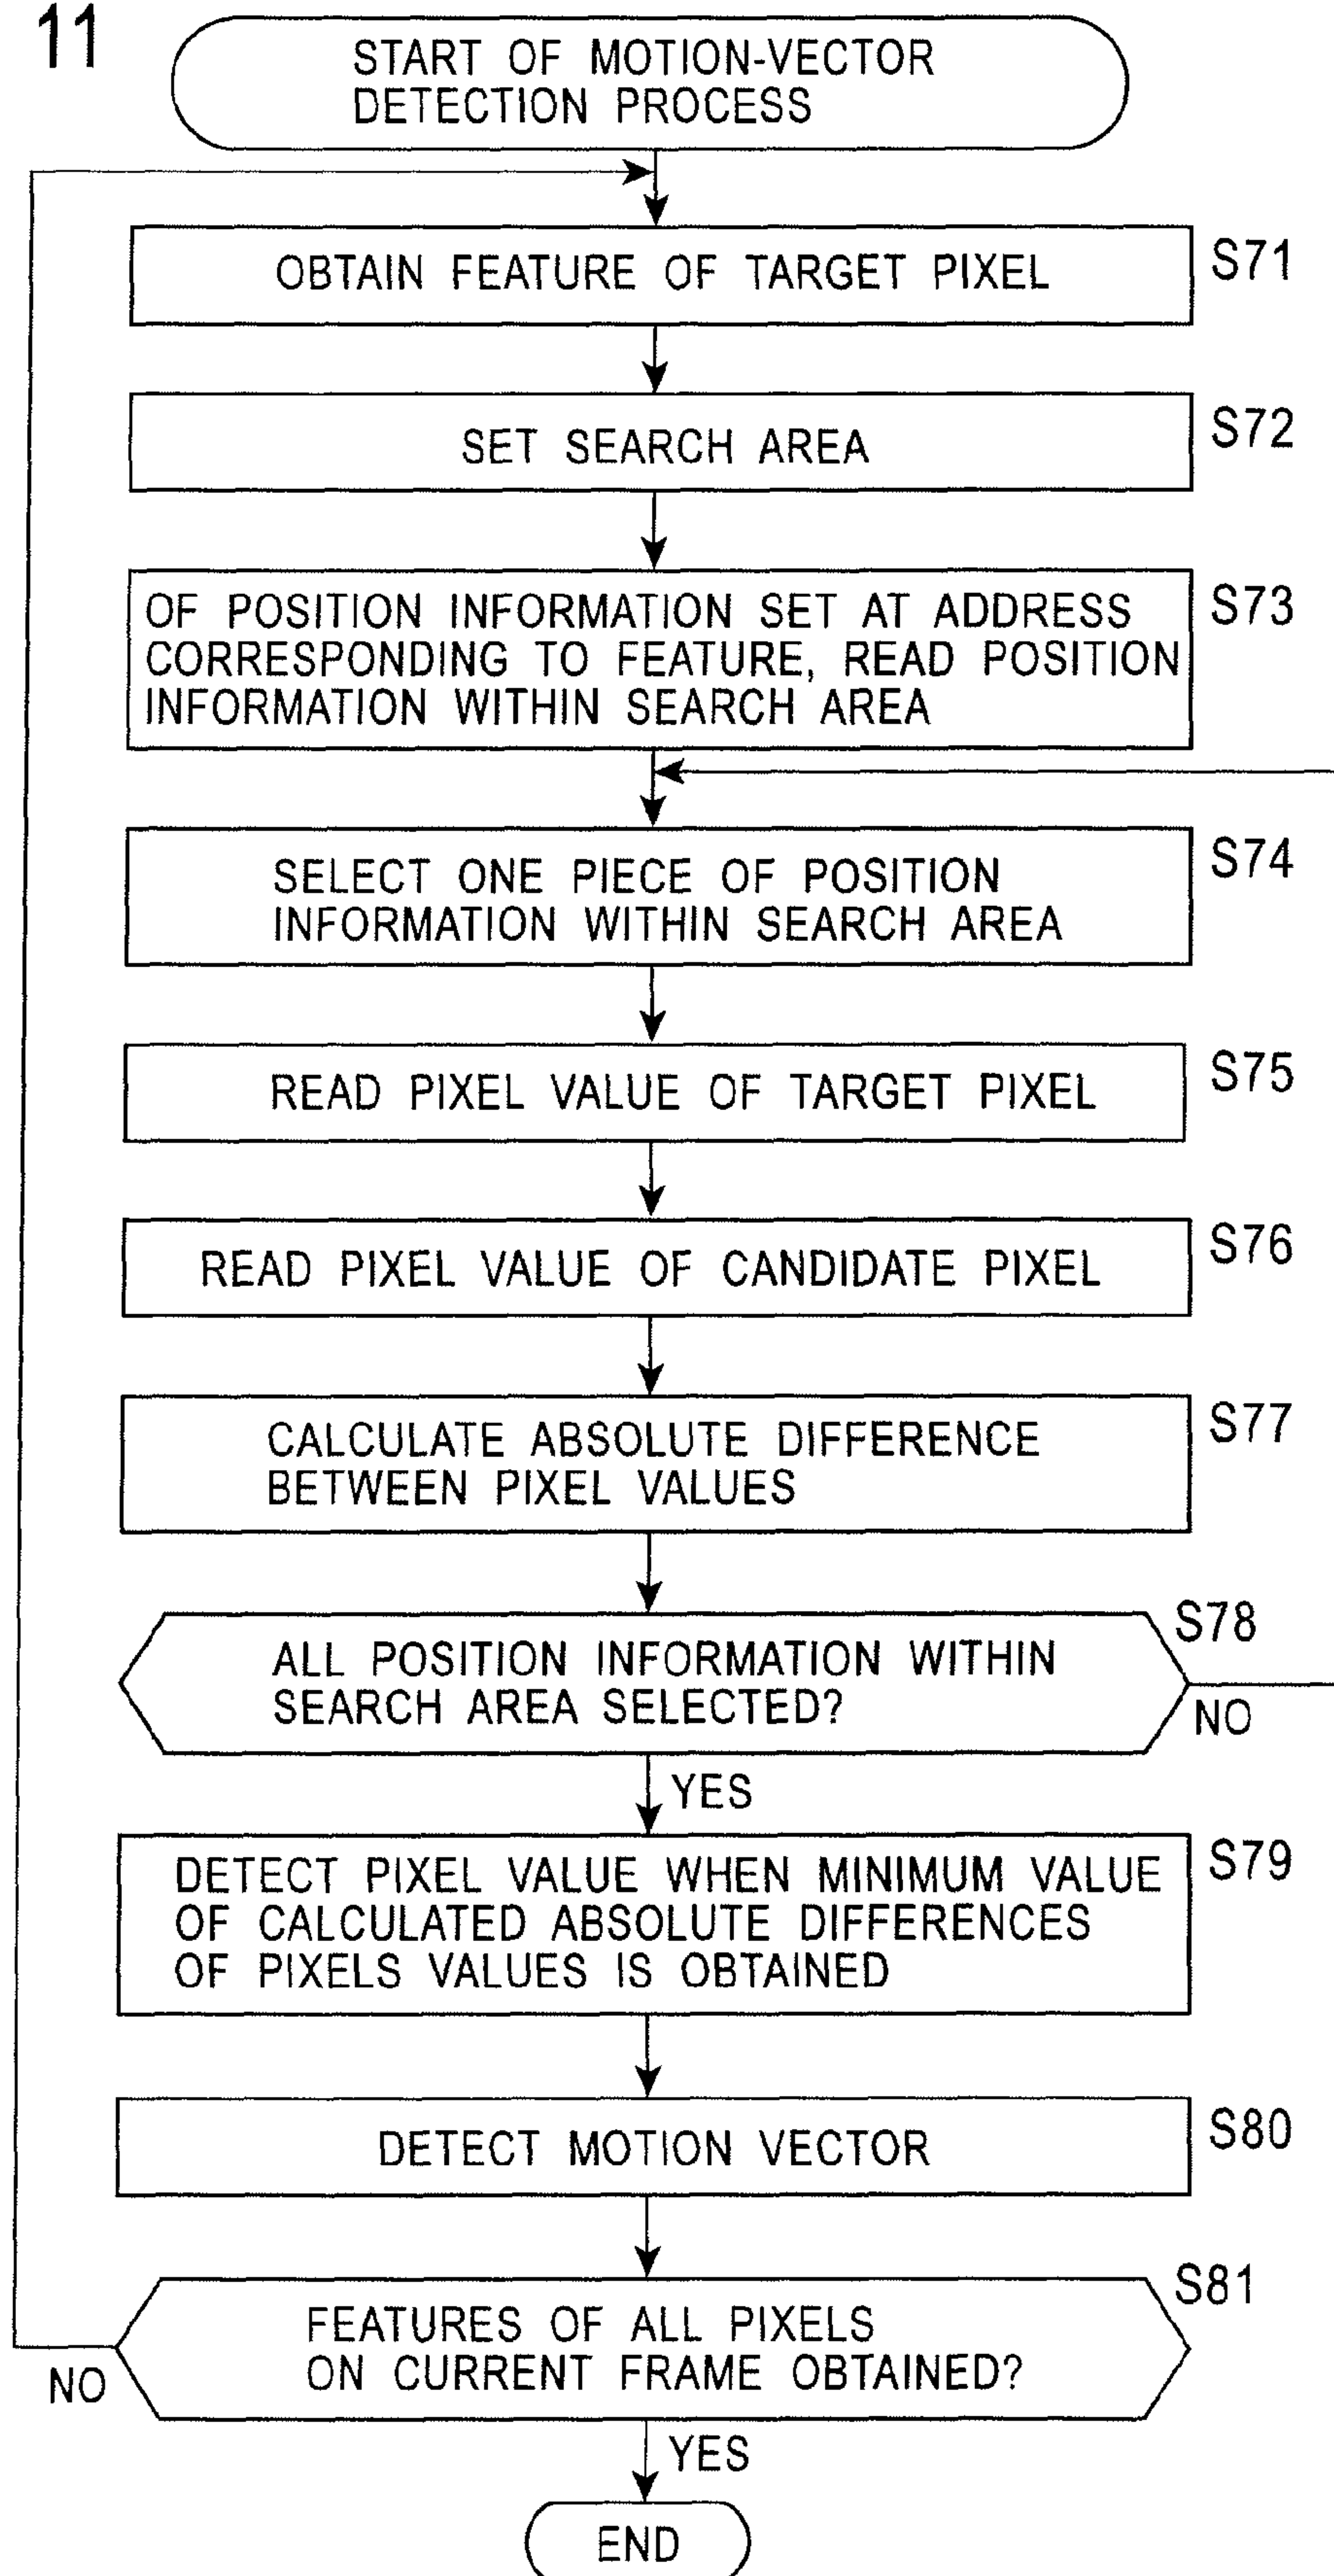 11
START OF MOTION-VECTOR
DETECTION PROCESS
OBTAIN FEATURE OF TARGET PIXEL
S71
SET SEARCH AREA
S72
OF POSITION INFORMATION SET AT ADDRESS
CORRESPONDING TO FEATURE, READ POSITION
INFORMATION WITHIN SEARCH AREA
S73
SELECT ONE PIECE OF POSITION
INFORMATION WITHIN SEARCH AREA
S74
READ PIXEL VALUE OF TARGET PIXEL
S75
READ PIXEL VALUE OF CANDIDATE PIXEL
S76
CALCULATE ABSOLUTE DIFFERENCE
BETWEEN PIXEL VALUES
S77
ALL POSITION INFORMATION WITHIN
SEARCH AREA SELECTED?
S78
NO
YES
DETECT PIXEL VALUE WHEN MINIMUM VALUE
OF CALCULATED ABSOLUTE DIFFERENCES
OF PIXELS VALUES IS OBTAINED
S79
DETECT MOTION VECTOR
S80
FEATURES OF ALL PIXELS
ON CURRENT FRAME OBTAINED?
S81
NO
YES
END